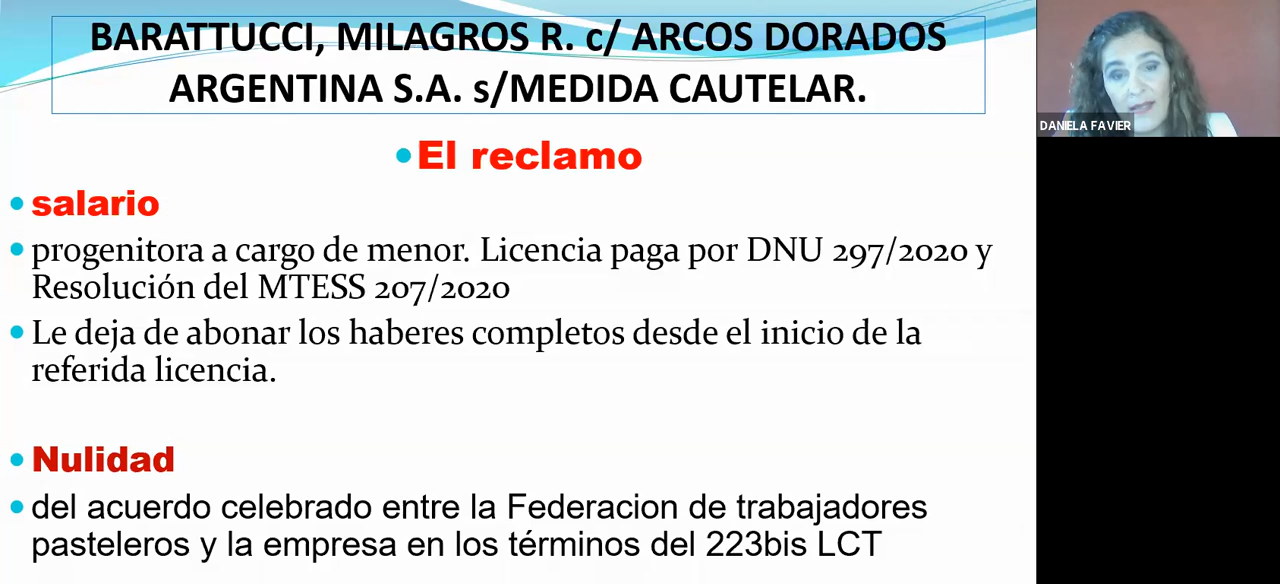 BARATTUCCI, MILAGROS R. c/ ARCOS DORADOS
ARGENTINA S.A. s/MEDIDA CAUTELAR.
DANIELA FAVIER
•El reclamo
• salario
• progenitora a cargo de menor. Licencia paga por DNU 297/2020 y
Resolución del MTESS 207/2020
• Le deja de abonar los haberes completos desde el inicio de la
referida licencia.
• Nulidad
• del acuerdo celebrado entre la Federacion de trabajadores
pasteleros y la empresa en los términos del 223bis LCT